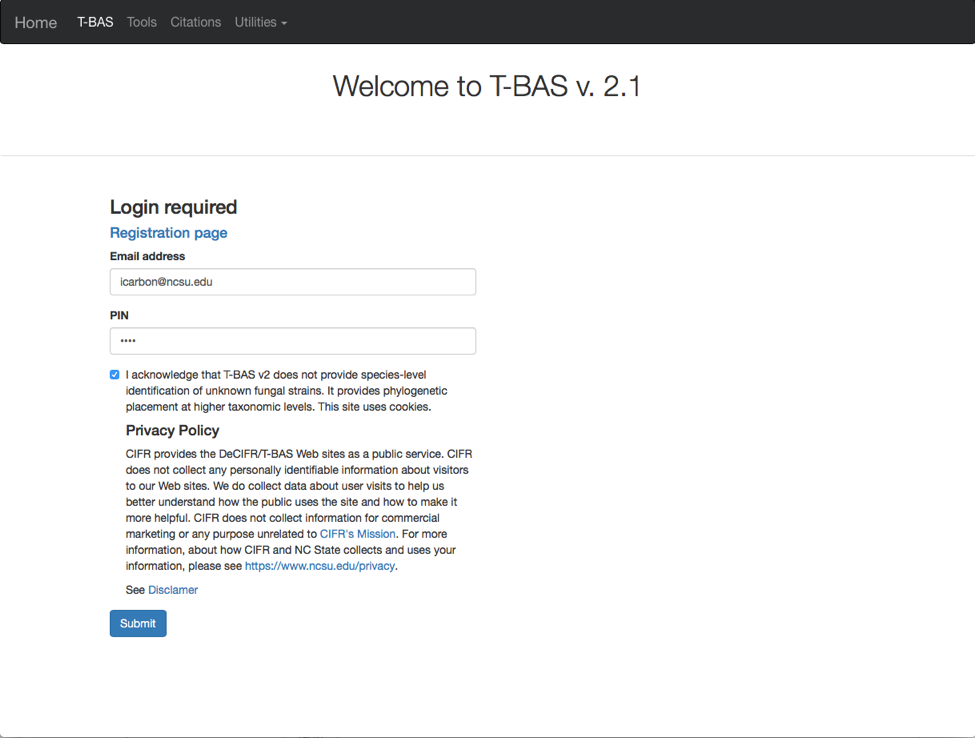 Home T-BAS Tools Citations Utilities
Welcome to T-BAS v. 2.1
Login required
Registration page
Email address
icarbon@ncsu.edu
PIN
••••
I acknowledge that T-BAS v2 does not provide species-level
identification of unknown fungal strains. It provides phylogenetic
placement at higher taxonomic levels. This site uses cookies.
Privacy Policy
CIFR provides the DeCIFR/T-BAS Web sites as a public service. CIFR
does not collect any personally identifiable information about visitors
to our Web sites. We do collect data about user visits to help us
better understand how the public uses the site and how to make it
more helpful. CIFR does not collect information for commercial
marketing or any purpose unrelated to CIFR's Mission. For more
information, about how CIFR and NC State collects and uses your
information, please see https://www.ncsu.edu/privacy.
See Disclamer
Submit